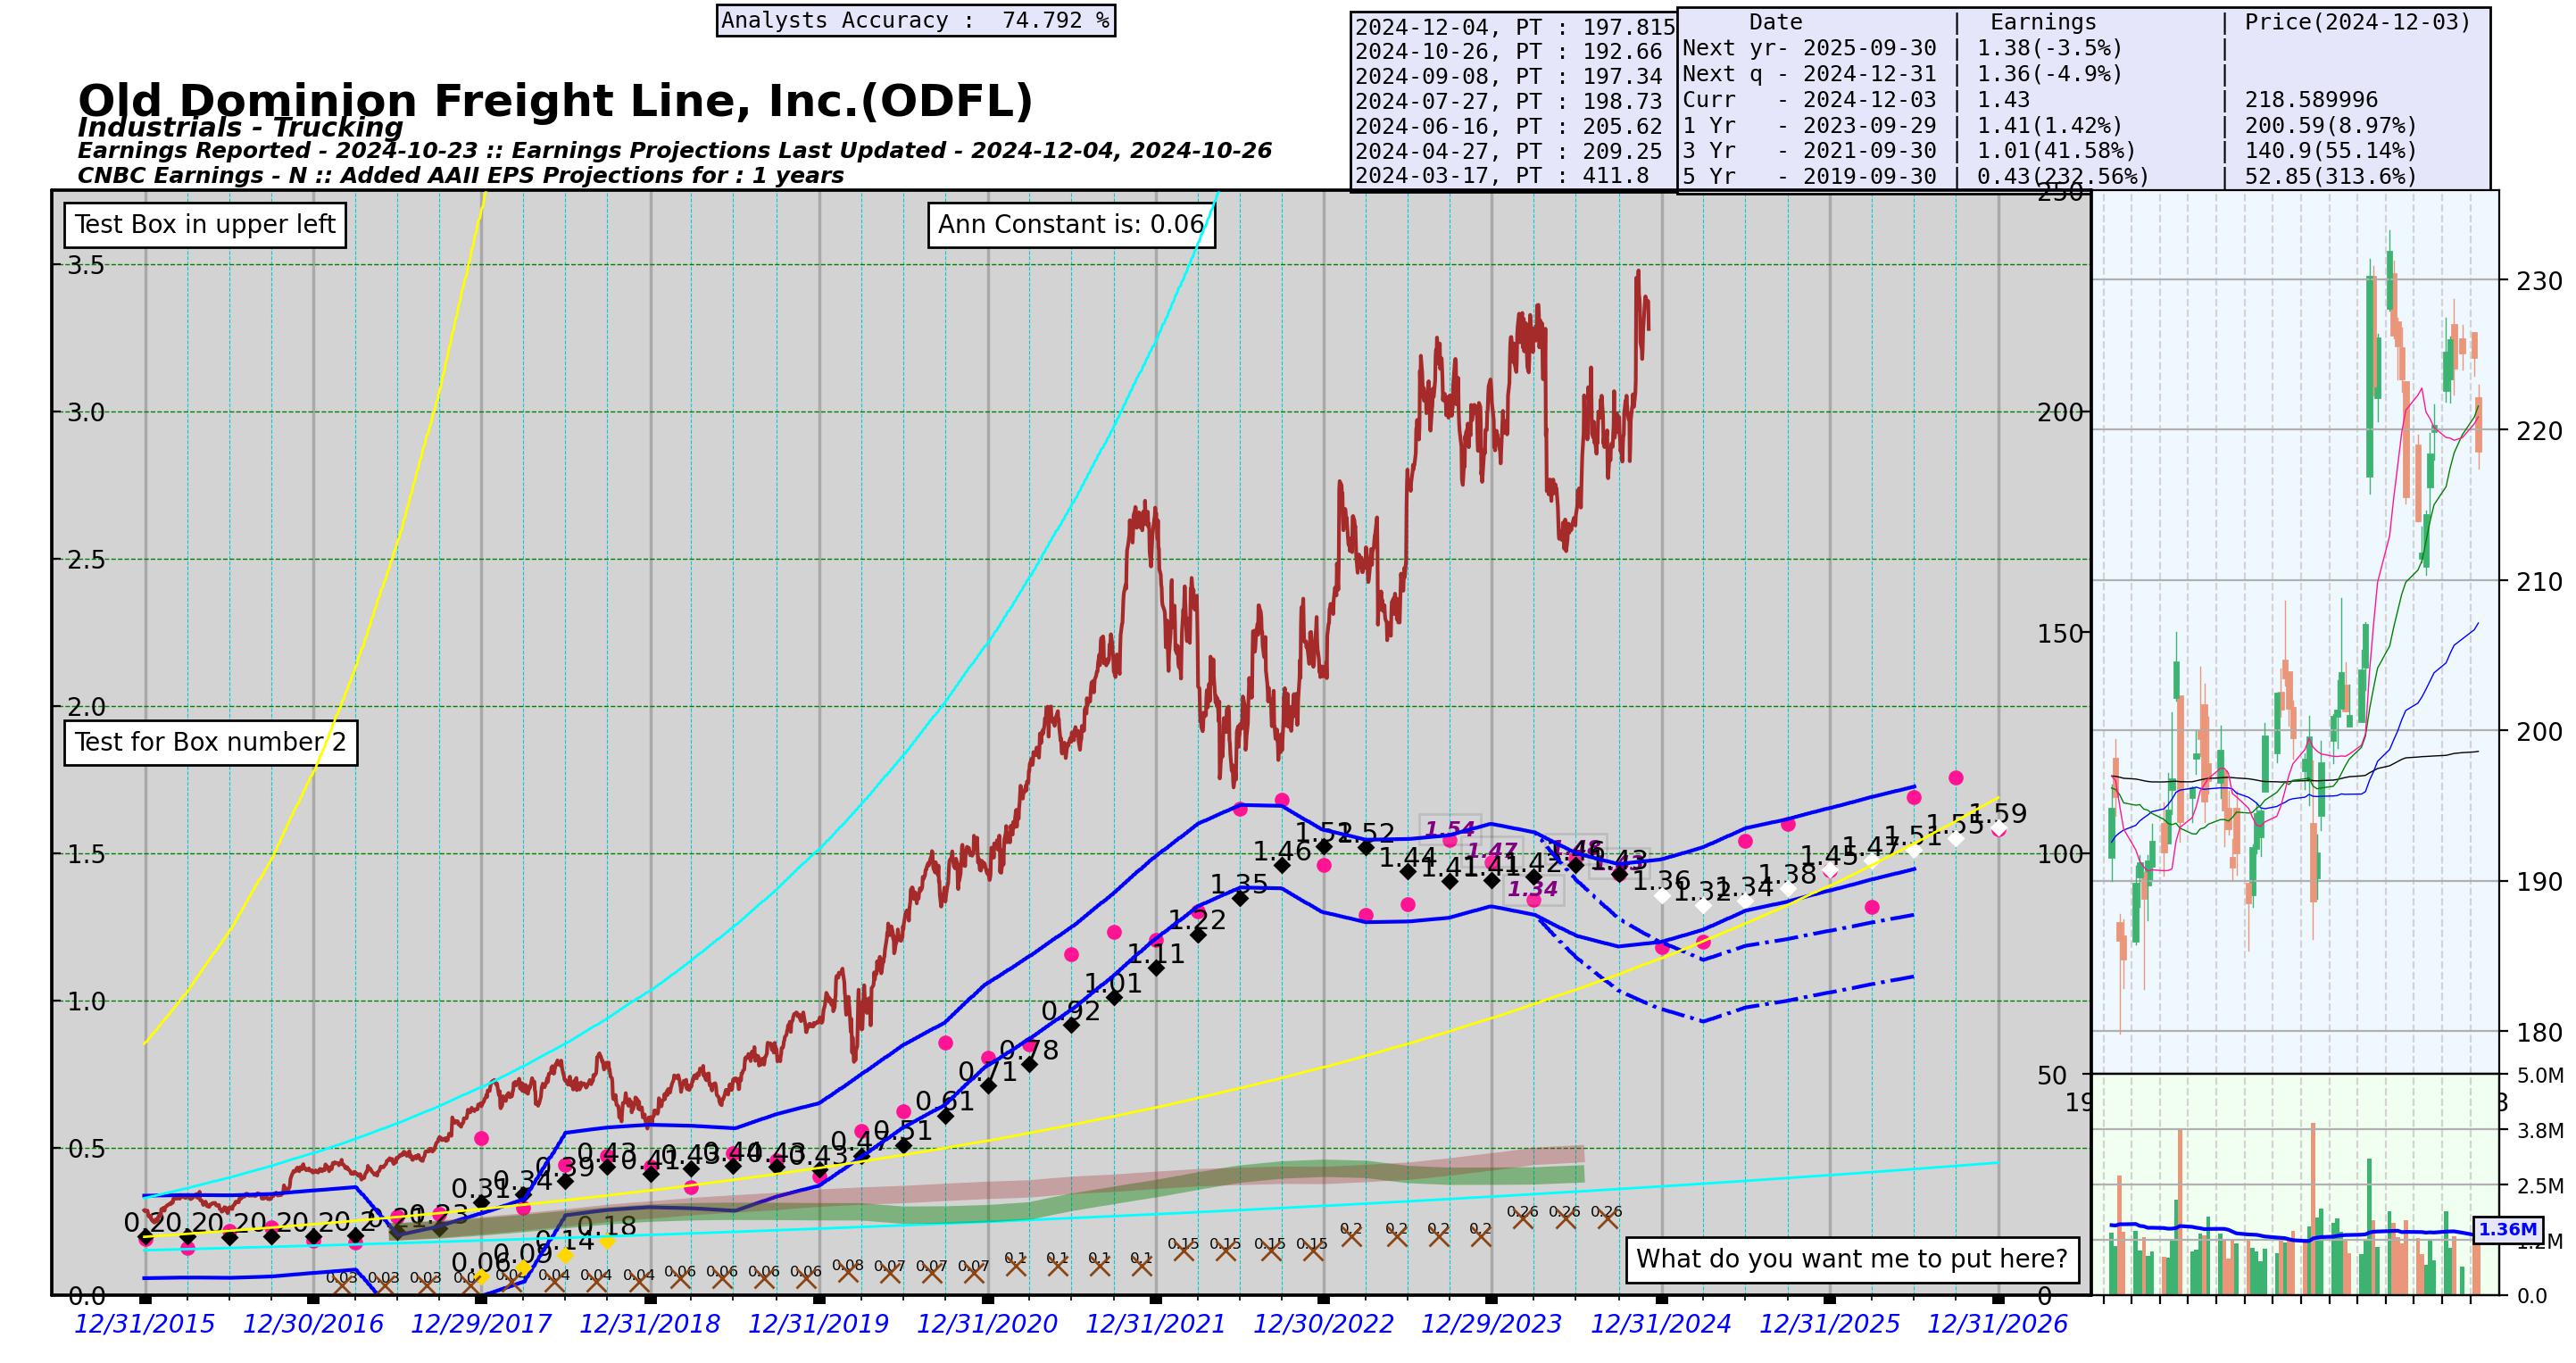 Analysts Accuracy :  74.792 %
2024-12-04, PT : 197.815
2024-10-26, PT : 192.66
2024-09-08, PT : 197.34
2024-07-27, PT : 198.73
2024-06-16, PT : 205.62
2024-04-27, PT : 209.25
2024-03-17, PT : 411.8
Date | Earnings | Price(2024-12-03)
Next yr- 2025-09-30 | 1.38(-3.5%) |
Next q - 2024-12-31 | 1.36(-4.9%) |
Curr - 2024-12-03 | 1.43 | 218.589996
1 Yr - 2023-09-29 | 1.41(1.42%) | 200.59(8.97%)
3 Yr - 2021-09-30 | 1.01(41.58%) | 140.9(55.14%)
5 Yr - 2019-09-30 | 0.43(232.56%) | 52.85(313.6%)
Old Dominion Freight Line, Inc.(ODFL)
Industrials - Trucking
Earnings Reported - 2024-10-23 :: Earnings Projections Last Updated - 2024-12-04, 2024-10-26
CNBC Earnings - N :: Added AAII EPS Projections for : 1 years
Test Box in upper left
Ann Constant is: 0.06
Test for Box number 2
What do you want me to put here?
3.5
3.0
2.5
2.0
1.5
1.0
0.5
0.0
250
200
150
100
50
0
230
220
210
200
190
180
5.0M
3.8M
2.5M
1.36M
0.0
0.31
0.34
0.39
0.43
0.43
0.47
0.51
0.61
0.71
0.78
0.92
1.01
1.11
1.22
1.35
1.46
1.52
1.52
1.44
1.41
1.41
1.42
1.43
1.36
1.32
1.34
1.38
1.45
1.47
1.51
1.55
1.59
1.54
1.47
1.34
0.06
0.09
0.14
0.18
0.03 0.03 0.03 0.04 0.04 0.04 0.04 0.06 0.06 0.06 0.06 0.08 0.07 0.07 0.07 0.1 0.1 0.1 0.1 0.15 0.15 0.15 0.15 0.2 0.2 0.2 0.2 0.26 0.26 0.26
12/31/2015 12/30/2016 12/29/2017 12/31/2018 12/31/2019 12/31/2020 12/31/2021 12/30/2022 12/29/2023 12/31/2024 12/31/2025 12/31/2026